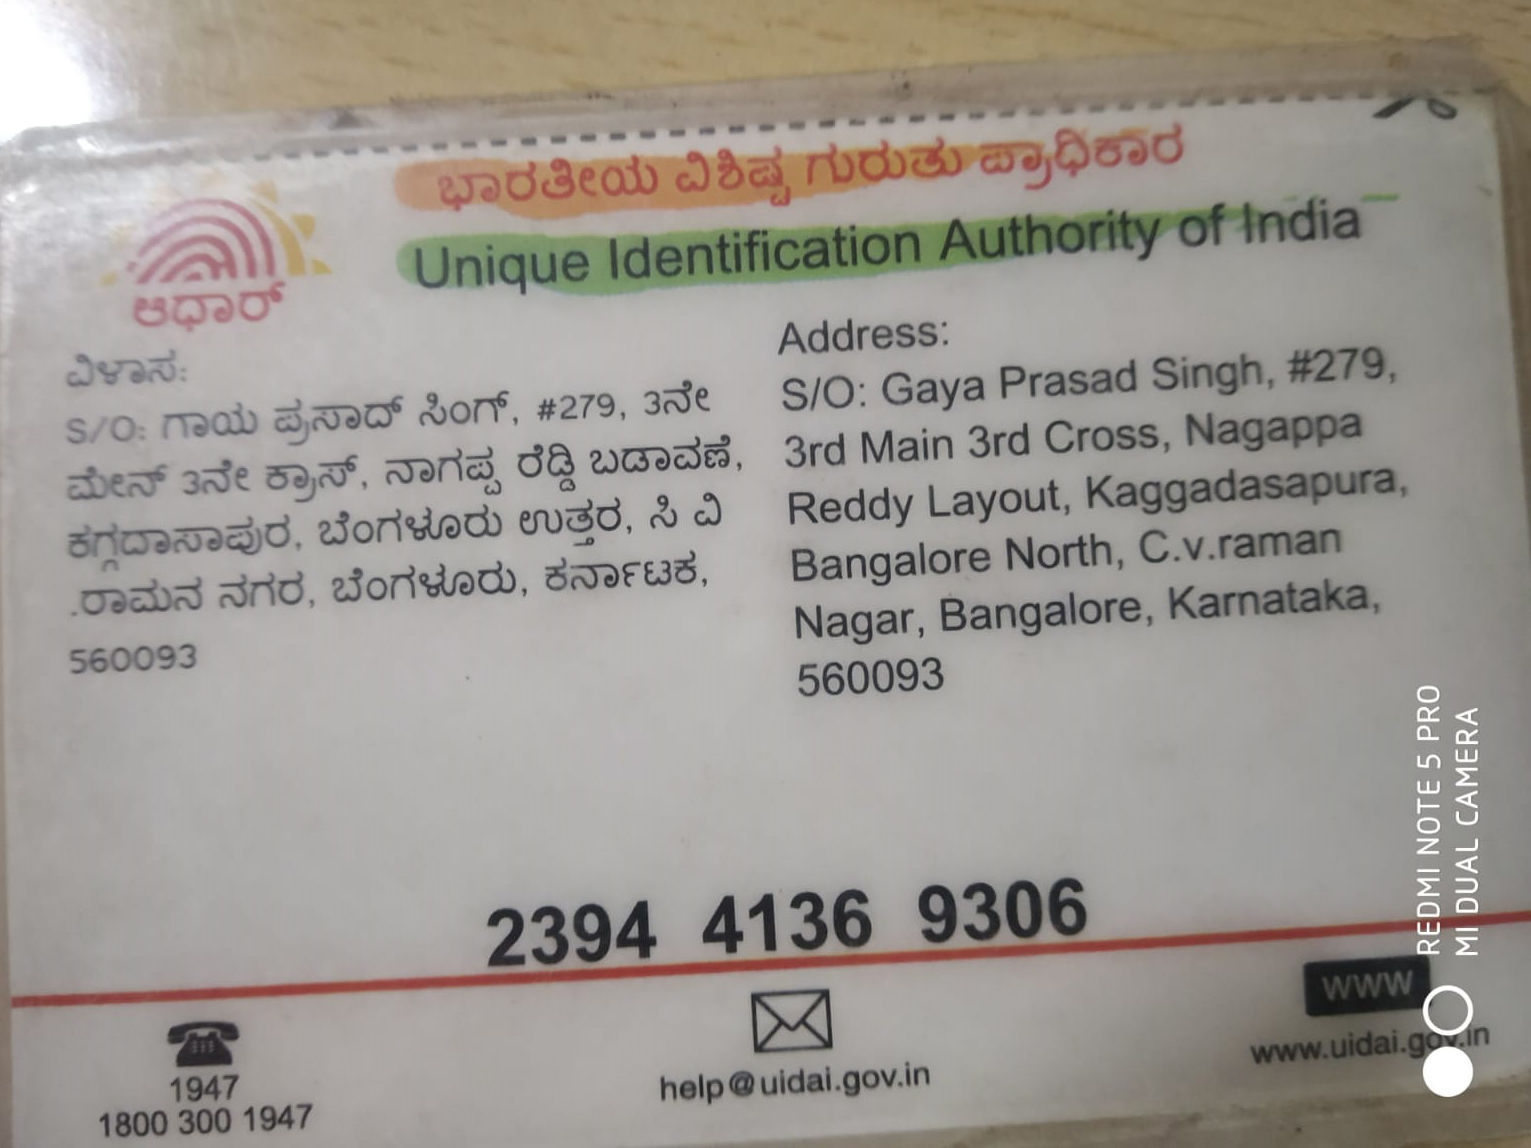 ಭಾರತೀಯ ವಿಶಿಷ್ಟ ಗುರುತು ಪ್ರಾಧಿಕಾರ
Unique Identification Authority of India
ಆಧಾರ್
ವಿಳಾಸ:
S/O: ಗಾಯ ಪ್ರಸಾದ್ ಸಿಂಗ್, #279, 3ನೇ
ಮೇನ್ 3ನೇ ಕ್ರಾಸ್, ನಾಗಪ್ಪ ರೆಡ್ಡಿ ಬಡಾವಣೆ,
ಕಗ್ಗದಾಸಾಪುರ, ಬೆಂಗಳೂರು ಉತ್ತರ, ಸಿ ವಿ
.ರಾಮನ ನಗರ, ಬೆಂಗಳೂರು, ಕರ್ನಾಟಕ,
560093
Address:
S/O: Gaya Prasad Singh, #279,
3rd Main 3rd Cross, Nagappa
Reddy Layout, Kaggadasapura,
Bangalore North, C.v.raman
Nagar, Bangalore, Karnataka,
560093
2394 4136 9306
1947
1800 300 1947
help@uidai.gov.in
WWW
www.uidai.gov.in
REDMI NOTE 5 PRO
MI DUAL CAMERA